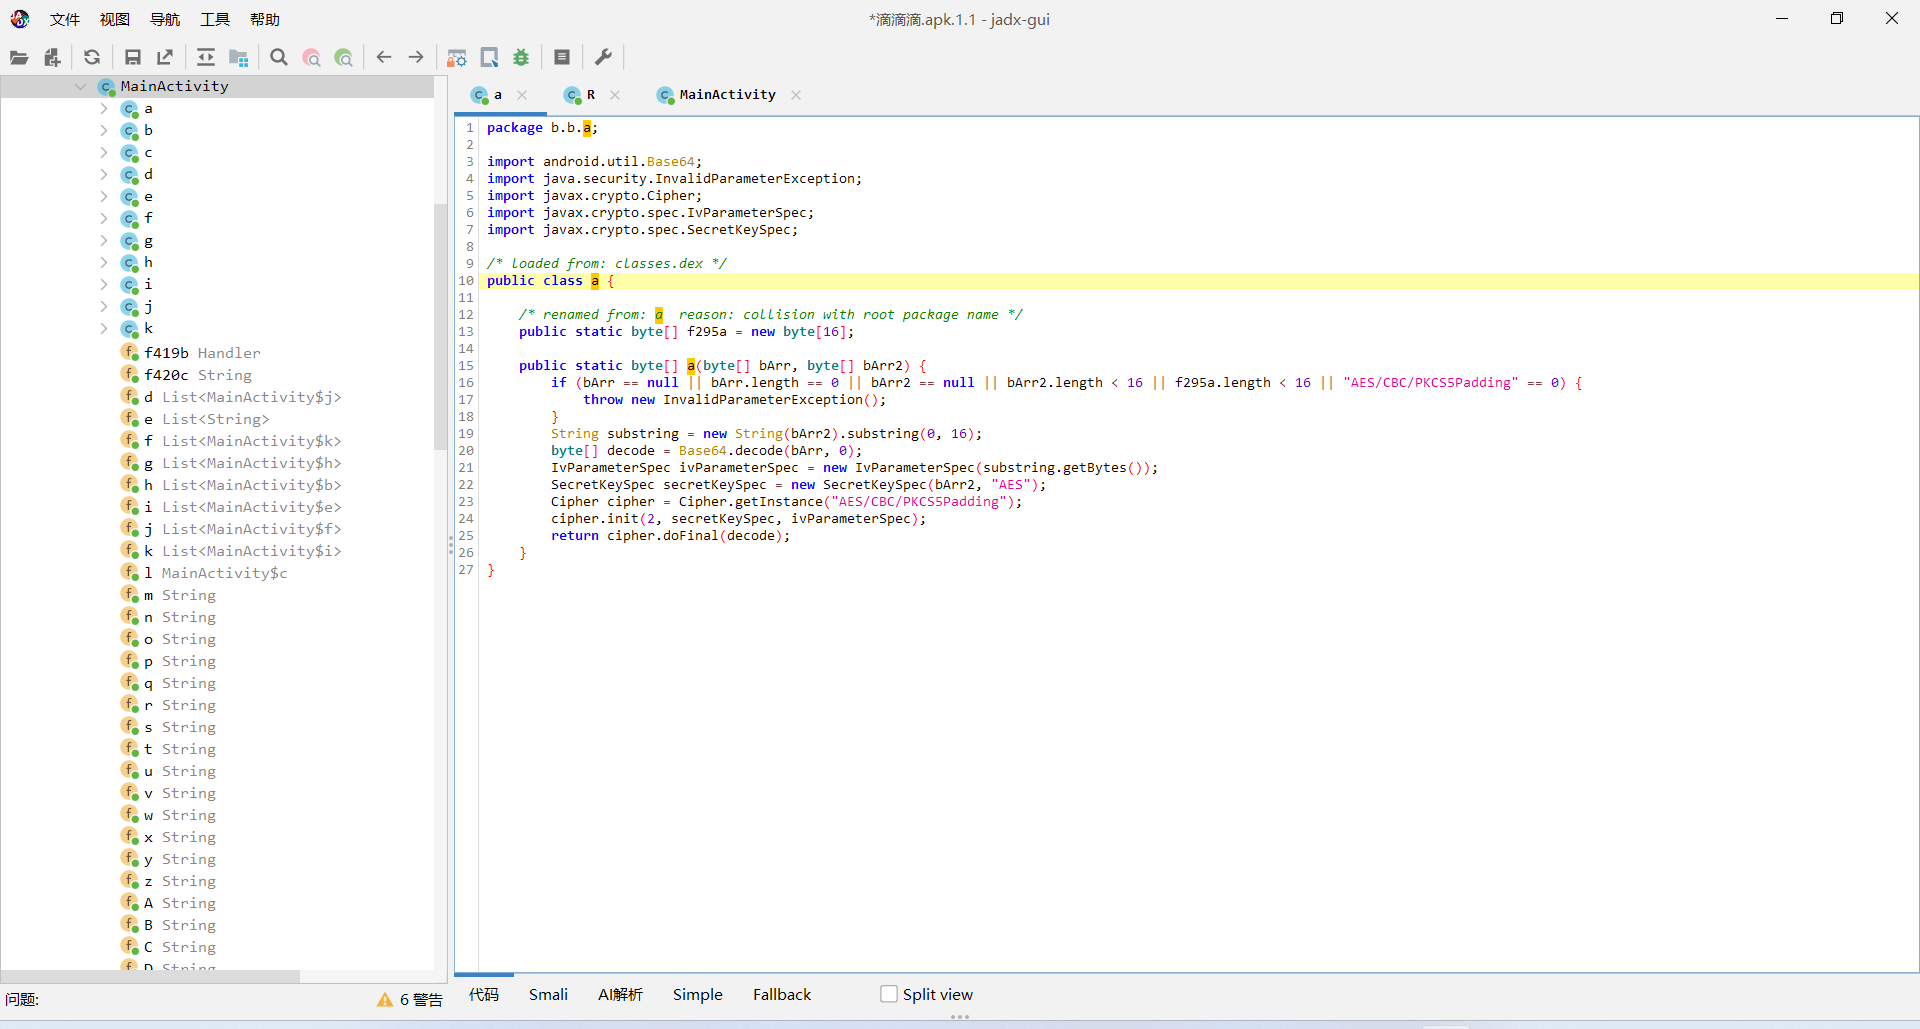 文件 视图 导航 工具 帮助
*滴滴滴.apk.1.1 - jadx-gui
MainActivity
a
b
c
d
e
f
g
h
i
j
k
f419b Handler
f420c String
d List<MainActivity$j>
e List<String>
f List<MainActivity$k>
g List<MainActivity$h>
h List<MainActivity$b>
i List<MainActivity$e>
j List<MainActivity$f>
k List<MainActivity$i>
l MainActivity$c
m String
n String
o String
p String
q String
r String
s String
t String
u String
v String
w String
x String
y String
z String
A String
B String
C String
D String
问题:
6 警告
a R MainActivity
1 package b.b.a;
2
3 import android.util.Base64;
4 import java.security.InvalidParameterException;
5 import javax.crypto.Cipher;
6 import javax.crypto.spec.IvParameterSpec;
7 import javax.crypto.spec.SecretKeySpec;
8
9 /* loaded from: classes.dex */
10 public class a {
11
12 /* renamed from: a  reason: collision with root package name */
13 public static byte[] f295a = new byte[16];
14
15 public static byte[] a(byte[] bArr, byte[] bArr2) {
16 if (bArr == null || bArr.length == 0 || bArr2 == null || bArr2.length < 16 || f295a.length < 16 || "AES/CBC/PKCS5Padding" == 0) {
17 throw new InvalidParameterException();
18 }
19 String substring = new String(bArr2).substring(0, 16);
20 byte[] decode = Base64.decode(bArr, 0);
21 IvParameterSpec ivParameterSpec = new IvParameterSpec(substring.getBytes());
22 SecretKeySpec secretKeySpec = new SecretKeySpec(bArr2, "AES");
23 Cipher cipher = Cipher.getInstance("AES/CBC/PKCS5Padding");
24 cipher.init(2, secretKeySpec, ivParameterSpec);
25 return cipher.doFinal(decode);
26 }
27 }
代码 Smali AI解析 Simple Fallback Split view